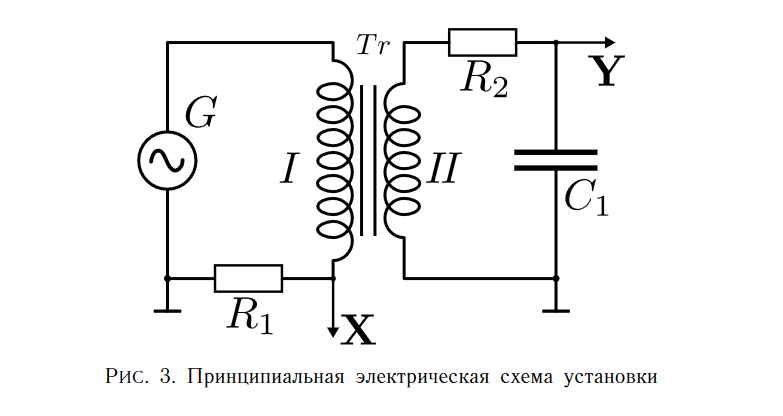 Tr
R₂
Y
G
I
II
C₁
R₁
X
Рис. 3. Принципиальная электрическая схема установки